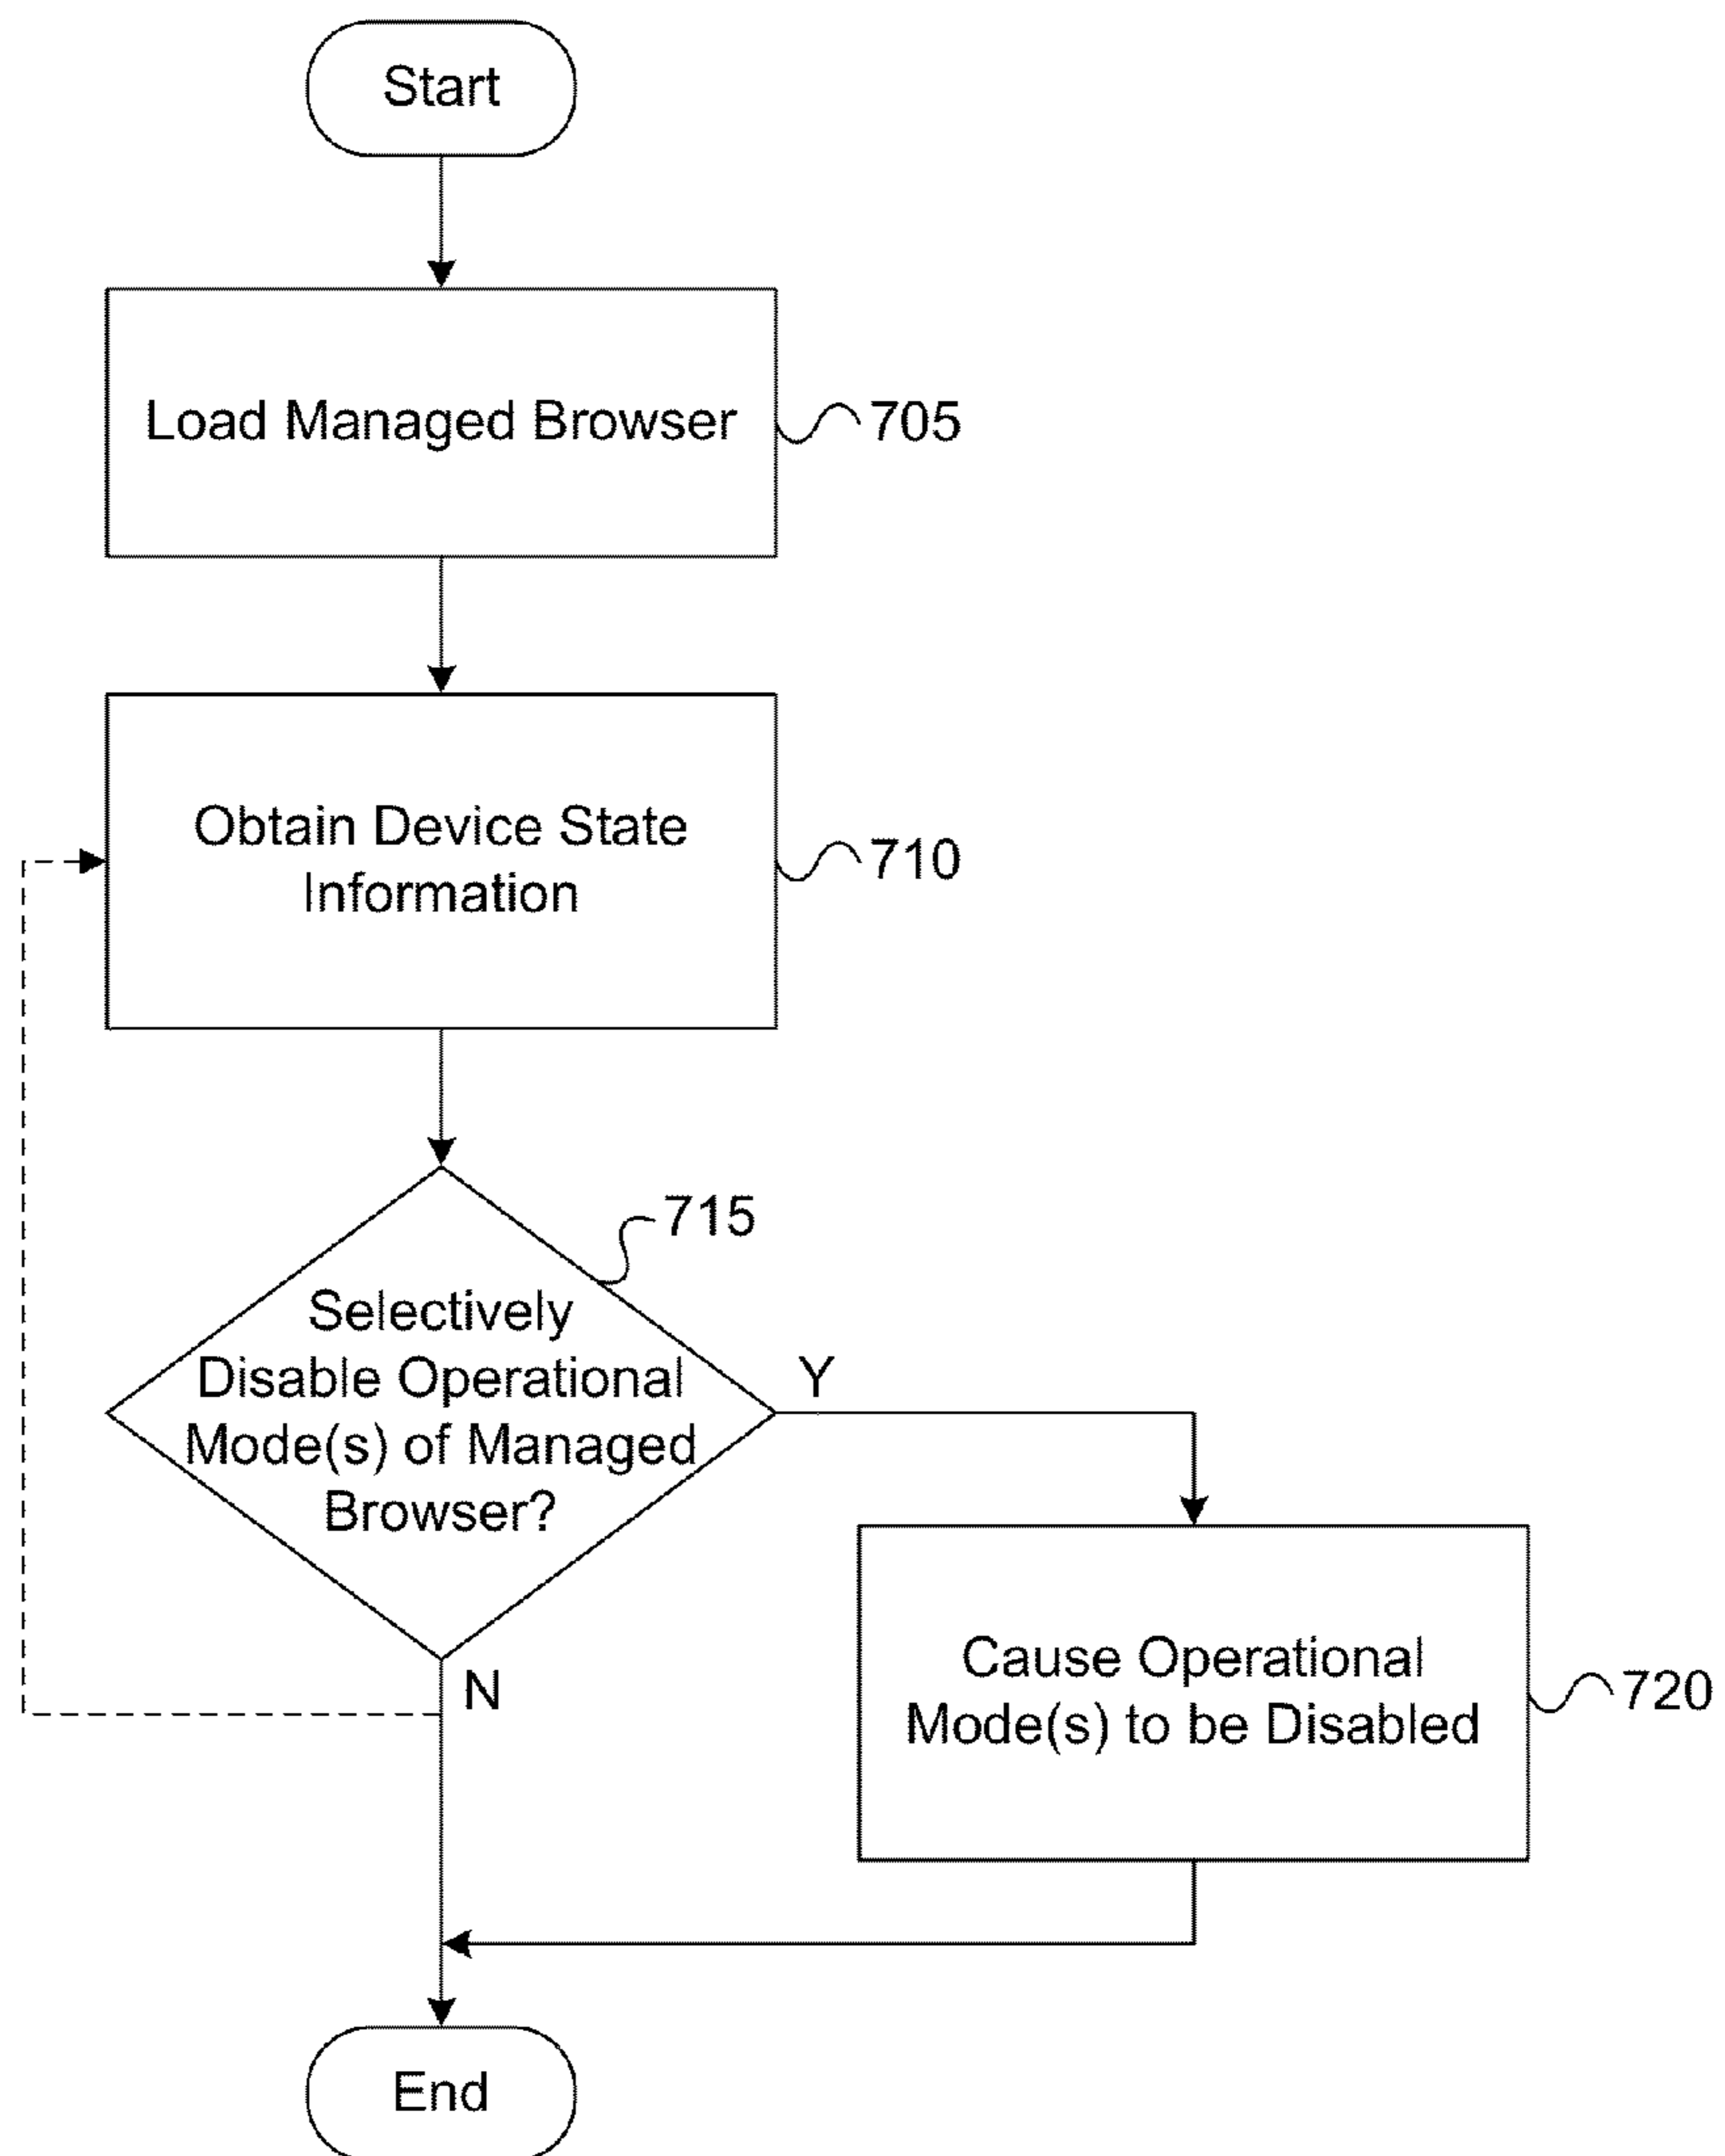 Start
Load Managed Browser
705
Obtain Device State
Information
710
715
Selectively
Disable Operational
Mode(s) of Managed
Browser?
Y
N
Cause Operational
Mode(s) to be Disabled
720
End